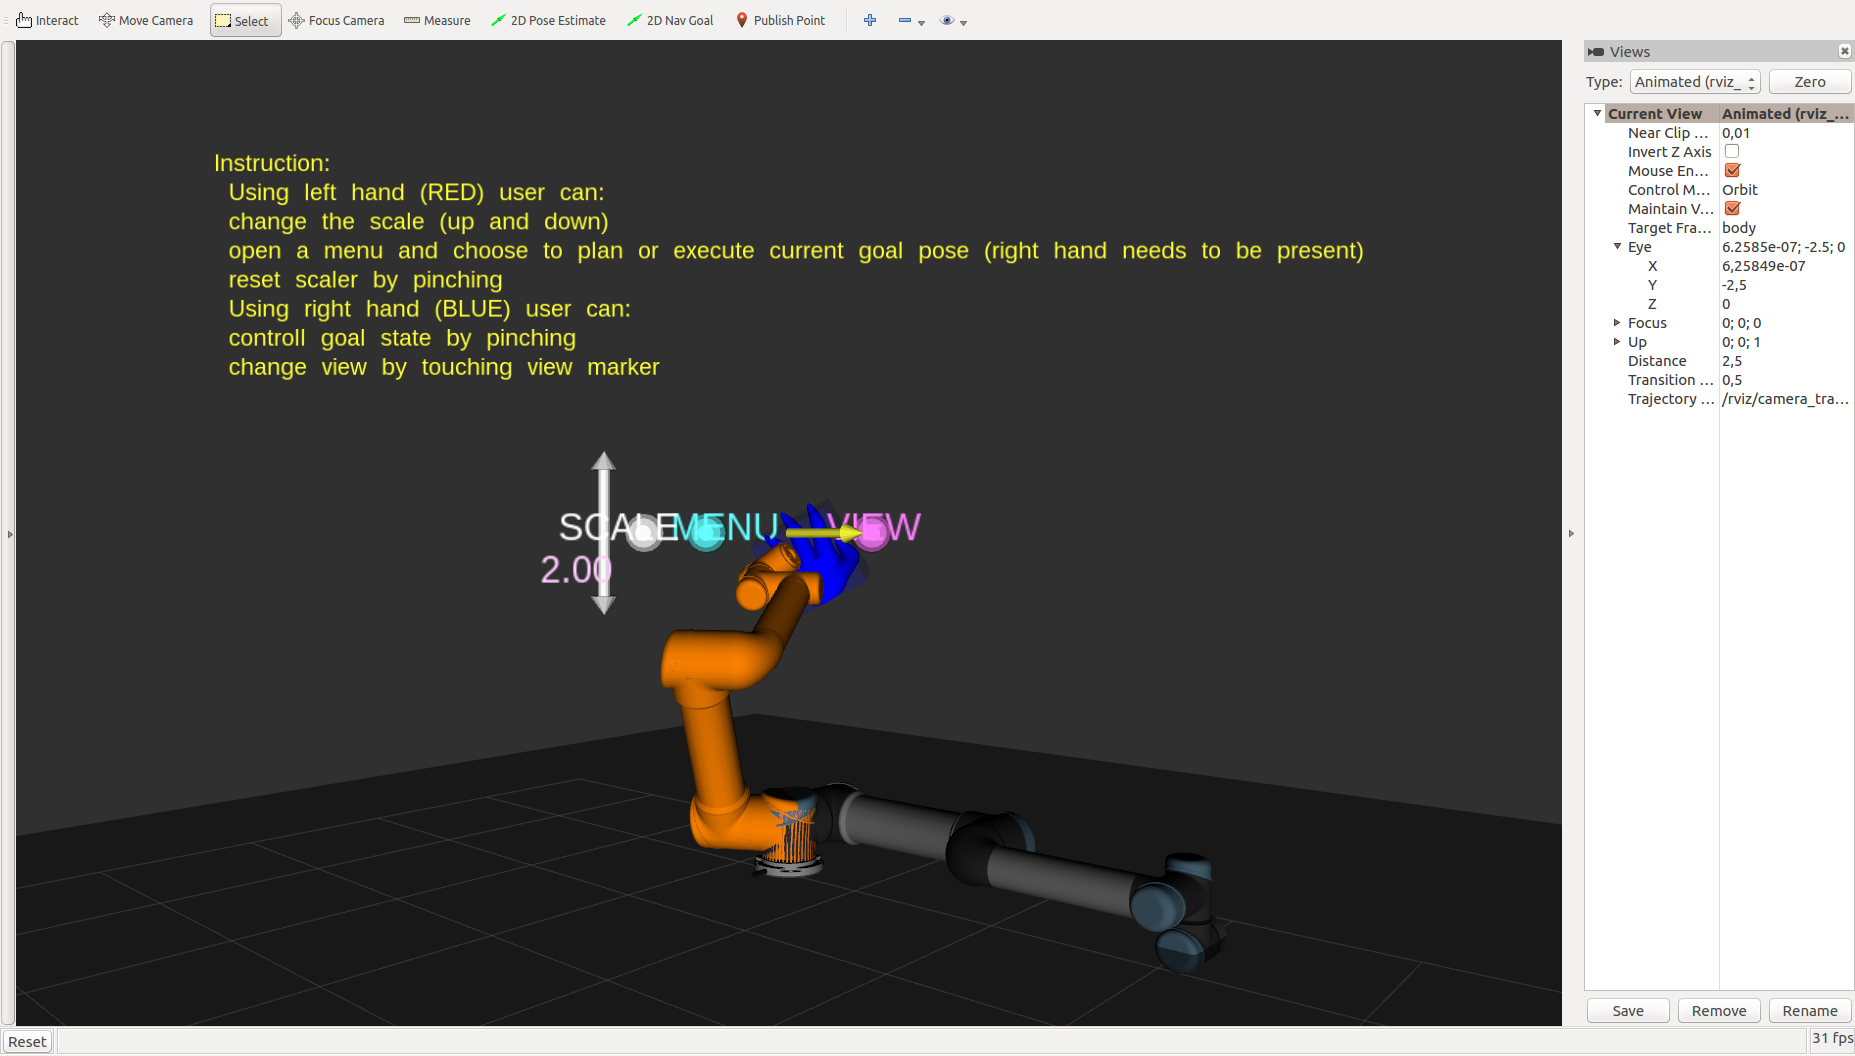 Interact Move Camera Select Focus Camera Measure 2D Pose Estimate 2D Nav Goal Publish Point
Views
Type: Animated (rviz_ Zero
Current View Animated (rviz_...
Near Clip ... 0,01
Invert Z Axis
Mouse En...
Control M... Orbit
Maintain V...
Target Fra... body
Eye 6.2585e-07; -2.5; 0
X 6,25849e-07
Y -2,5
Z 0
Focus 0; 0; 0
Up 0; 0; 1
Distance 2,5
Transition ... 0,5
Trajectory ... /rviz/camera_tra...
Instruction:
Using left hand (RED) user can:
change the scale (up and down)
open a menu and choose to plan or execute current goal pose (right hand needs to be present)
reset scaler by pinching
Using right hand (BLUE) user can:
controll goal state by pinching
change view by touching view marker
SCALE MENU VIEW
2.00
Save Remove Rename
Reset 31 fps